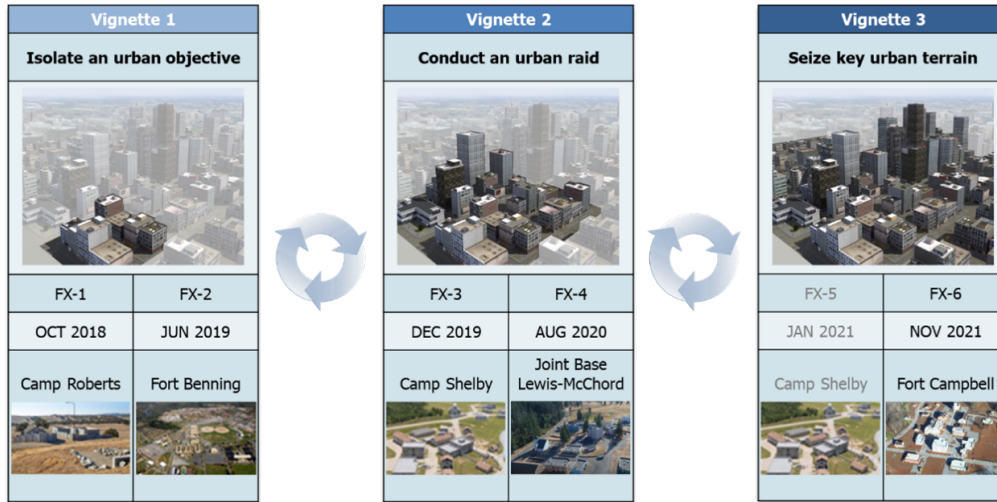 Vignette 1
Isolate an urban objective
FX-1
FX-2
OCT 2018
JUN 2019
Camp Roberts
Fort Benning
Vignette 2
Conduct an urban raid
FX-3
FX-4
DEC 2019
AUG 2020
Camp Shelby
Joint Base
Lewis-McChord
Vignette 3
Seize key urban terrain
FX-5
FX-6
JAN 2021
NOV 2021
Camp Shelby
Fort Campbell